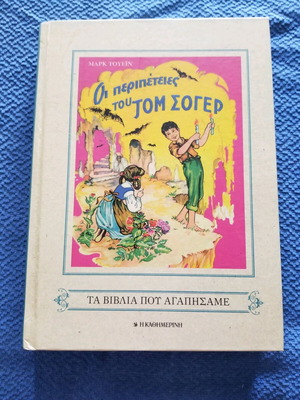 ΜΑΡΚ ΤΟΥΕΪΝ
Οι περιπέτειες
του ΤΟΜ ΣΟΓΕΡ
ΤΑ ΒΙΒΛΙΑ ΠΟΥ ΑΓΑΠΗΣΑΜΕ
Η ΚΑΘΗΜΕΡΙΝΗ